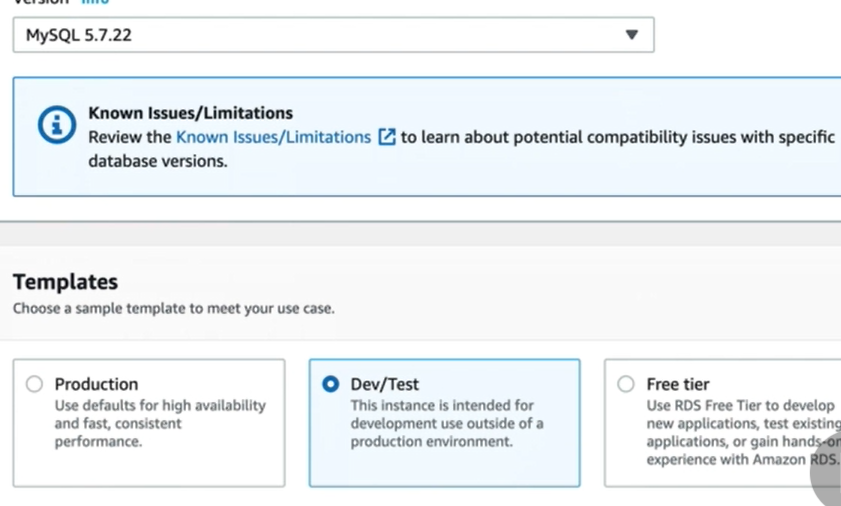 Version Info
MySQL 5.7.22
Known Issues/Limitations
Review the Known Issues/Limitations to learn about potential compatibility issues with specific
database versions.
Templates
Choose a sample template to meet your use case.
Production
Use defaults for high availability
and fast, consistent
performance.
Dev/Test
This instance is intended for
development use outside of a
production environment.
Free tier
Use RDS Free Tier to develop
new applications, test existing
applications, or gain hands-on
experience with Amazon RDS.